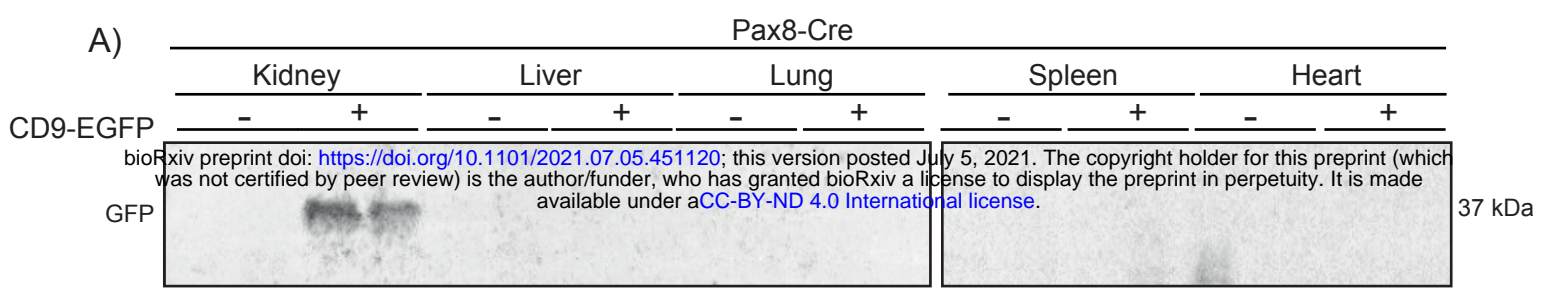 A)
Pax8-Cre
Kidney Liver Lung Spleen Heart
CD9-EGFP - + - + - + - + - +
bioRxiv preprint doi: https://doi.org/10.1101/2021.07.05.451120; this version posted July 5, 2021. The copyright holder for this preprint (which
was not certified by peer review) is the author/funder, who has granted bioRxiv a license to display the preprint in perpetuity. It is made
available under aCC-BY-ND 4.0 International license.
GFP 37 kDa